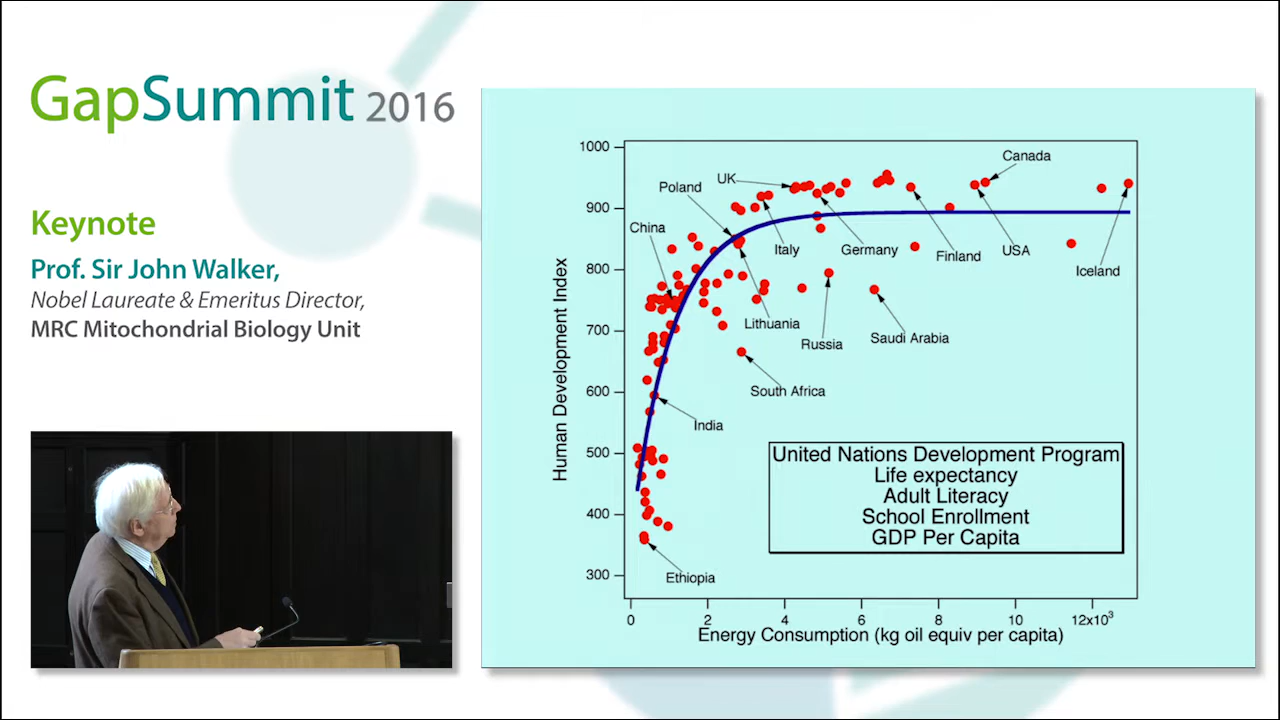 GapSummit 2016
Keynote
Prof. Sir John Walker,
Nobel Laureate & Emeritus Director,
MRC Mitochondrial Biology Unit
1000
900
800
700
600
500
400
300
Human Development Index
Canada
UK
Poland
China
Italy
Germany
Finland
USA
Iceland
Lithuania
Russia
Saudi Arabia
South Africa
India
Ethiopia
United Nations Development Program
Life expectancy
Adult Literacy
School Enrollment
GDP Per Capita
0 2 4 6 8 10 12x10³
Energy Consumption (kg oil equiv per capita)